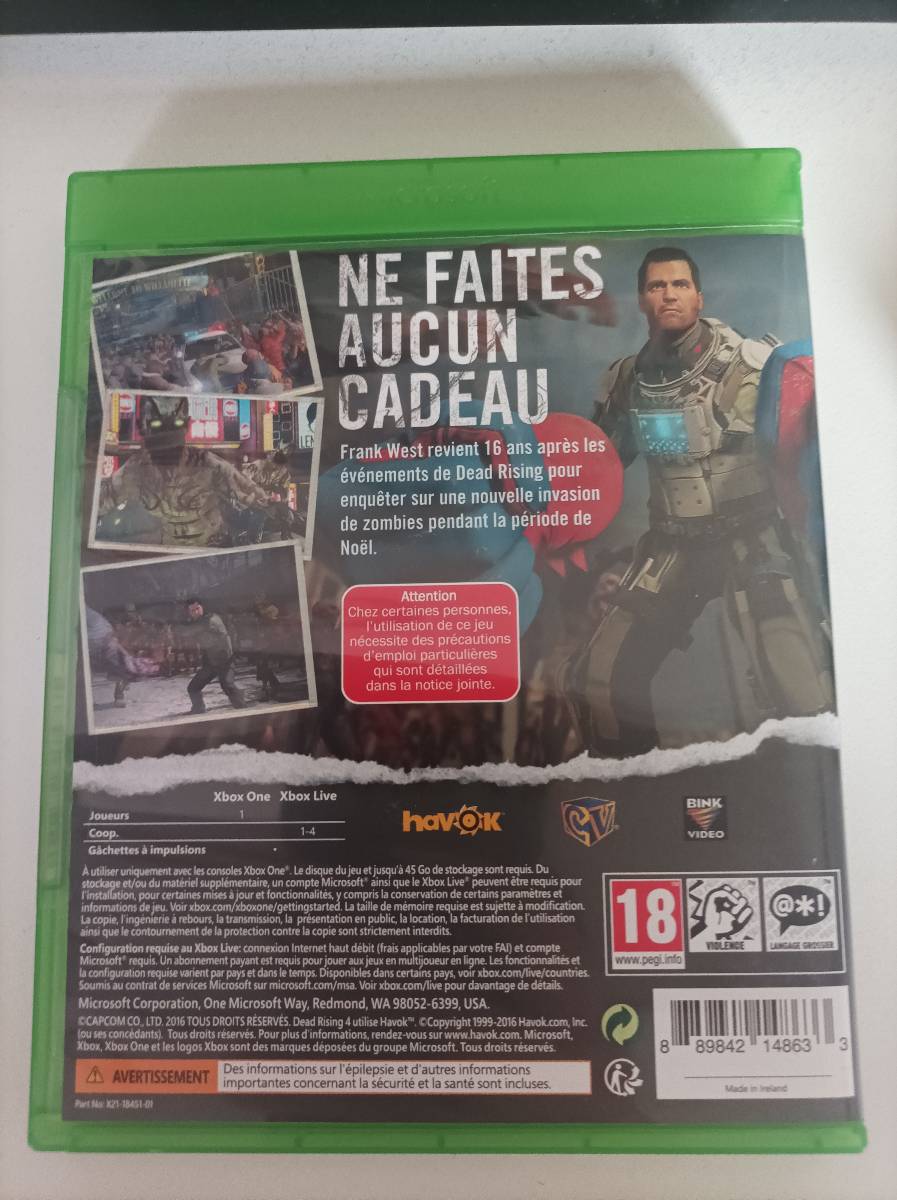 NE FAITES
AUCUN
CADEAU
Frank West revient 16 ans après les
événements de Dead Rising pour
enquêter sur une nouvelle invasion
de zombies pendant la période de
Noël.
Attention
Chez certaines personnes,
l'utilisation de ce jeu
nécessite des précautions
d'emploi particulières
qui sont détaillées
dans la notice jointe.
Xbox One Xbox Live
Joueurs 1
Coop. 1-4
Gâchettes à impulsions •
havok
CV
BINK
VIDEO
À utiliser uniquement avec les consoles Xbox One®. Le disque du jeu et jusqu'à 45 Go de stockage sont requis. Du
stockage et/ou du matériel supplémentaire, un compte Microsoft® ainsi que le Xbox Live® peuvent être requis pour
l'installation, pour certaines mises à jour et fonctionnalités, y compris la conservation de certains paramètres et
informations de jeu. Voir xbox.com/xboxone/gettingstarted. La taille de mémoire requise est sujette à modification.
La copie, l'ingénierie à rebours, la transmission, la présentation en public, la location, la facturation de l'utilisation
ainsi que le contournement de la protection contre la copie sont strictement interdits.
Configuration requise au Xbox Live: connexion Internet haut débit (frais applicables par votre FAI) et compte
Microsoft® requis. Un abonnement payant est requis pour jouer aux jeux en multijoueur en ligne. Les fonctionnalités et
la configuration requise varient par pays et dans le temps. Disponibles dans certains pays, voir xbox.com/live/countries.
Soumis au contrat de services Microsoft sur microsoft.com/msa. Voir xbox.com/live pour davantage de détails.
Microsoft Corporation, One Microsoft Way, Redmond, WA 98052-6399, USA.
©CAPCOM CO., LTD. 2016 TOUS DROITS RÉSERVÉS. Dead Rising 4 utilise Havok™. ©Copyright 1999-2016 Havok.com, Inc.
(ou ses concédants). Tous droits réservés. Pour plus d'informations, rendez-vous sur www.havok.com. Microsoft,
Xbox, Xbox One et les logos Xbox sont des marques déposées du groupe Microsoft. Tous droits réservés.
AVERTISSEMENT
Des informations sur l'épilepsie et d'autres informations
importantes concernant la sécurité et la santé sont incluses.
Part No: X21-18451-01
18
www.pegi.info
VIOLENCE
@*!
LANGAGE GROSSIER
8 89842 14863 3
Made in Ireland